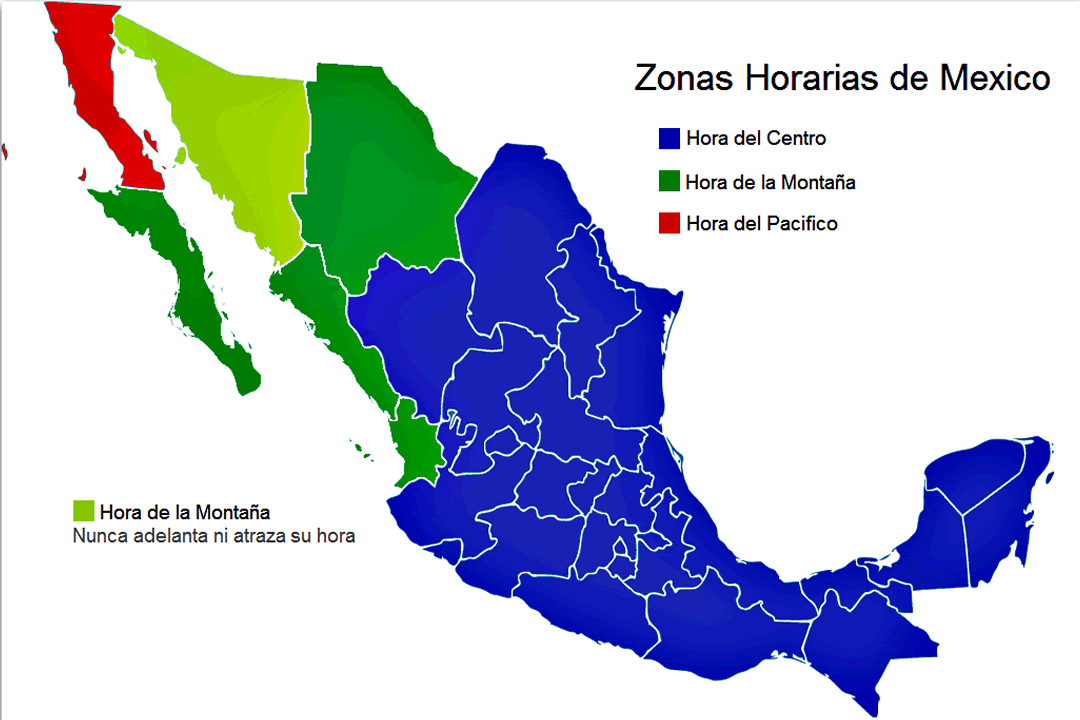 Zonas Horarias de Mexico
Hora del Centro
Hora de la Montaña
Hora del Pacifico
Hora de la Montaña
Nunca adelanta ni atraza su hora